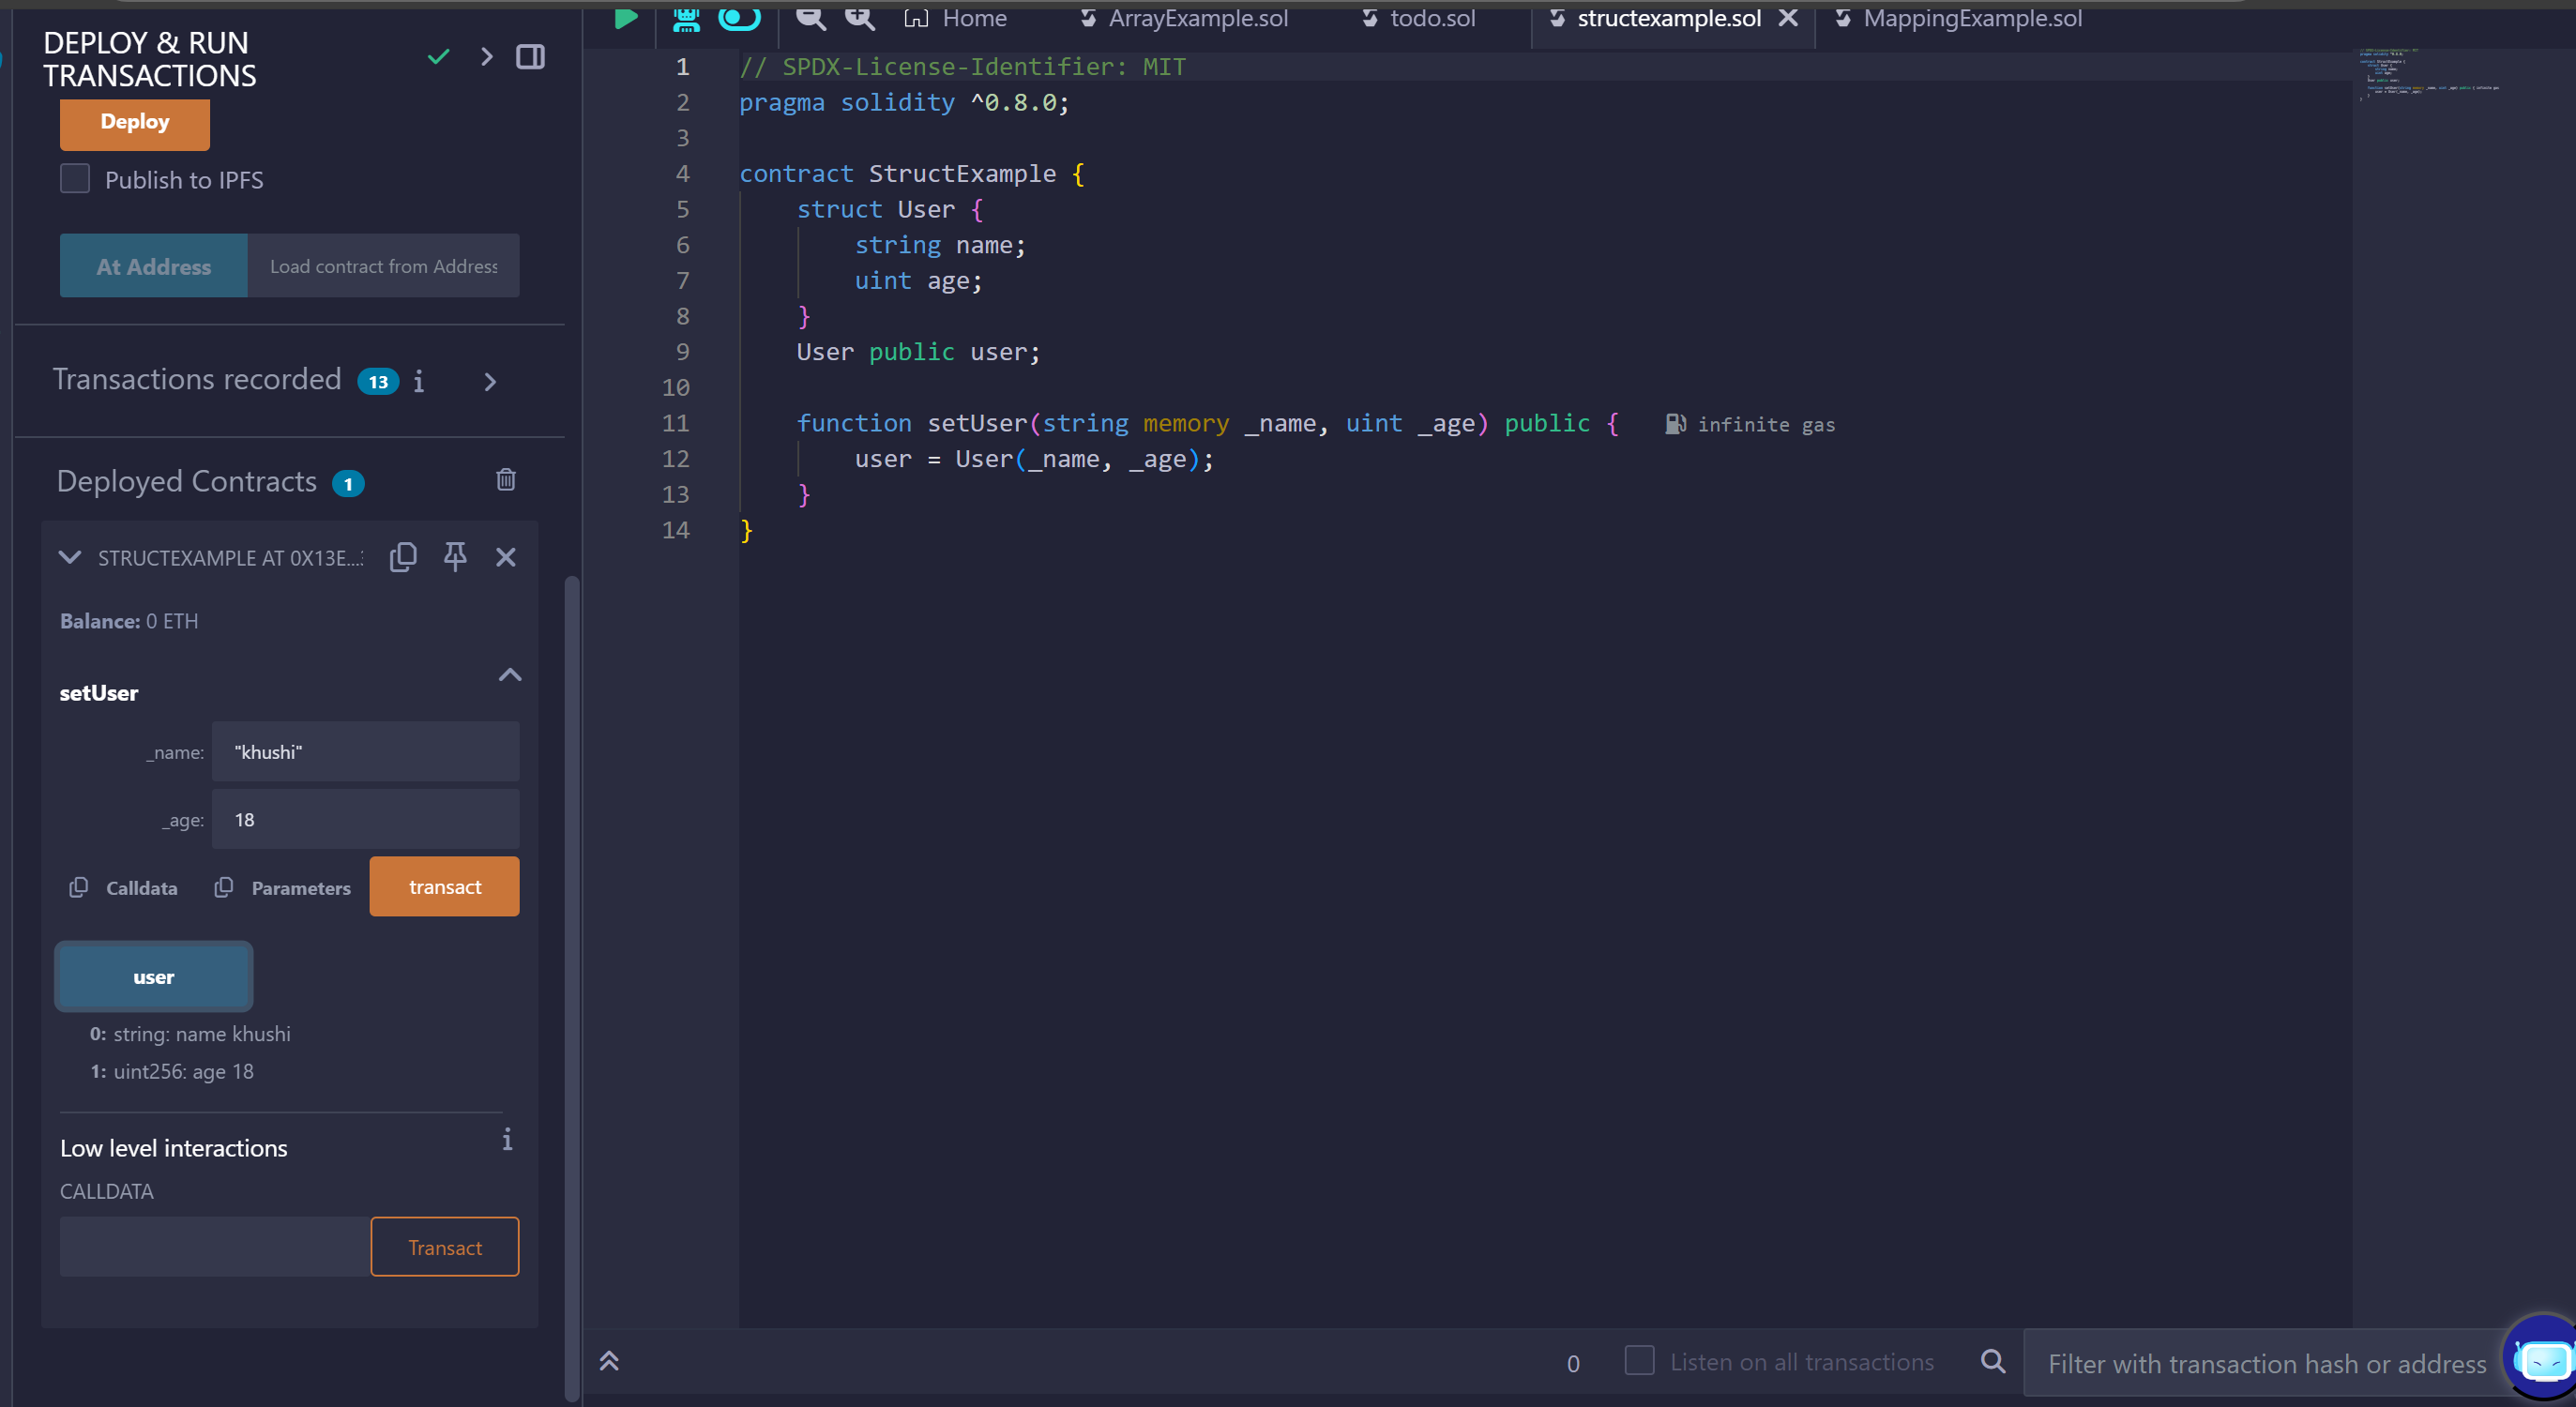 DEPLOY & RUN
TRANSACTIONS
Deploy
Publish to IPFS
At Address
Load contract from Address
Transactions recorded 13
Deployed Contracts 1
STRUCTEXAMPLE AT 0X13E...
Balance: 0 ETH
setUser
_name: "khushi"
_age: 18
Calldata Parameters transact
user
0: string: name khushi
1: uint256: age 18
Low level interactions
CALLDATA
Transact
Home ArrayExample.sol todo.sol structexample.sol MappingExample.sol
1 // SPDX-License-Identifier: MIT
2 pragma solidity ^0.8.0;
3
4 contract StructExample {
5 struct User {
6 string name;
7 uint age;
8 }
9 User public user;
10
11 function setUser(string memory _name, uint _age) public { infinite gas
12 user = User(_name, _age);
13 }
14 }
0 Listen on all transactions Filter with transaction hash or address